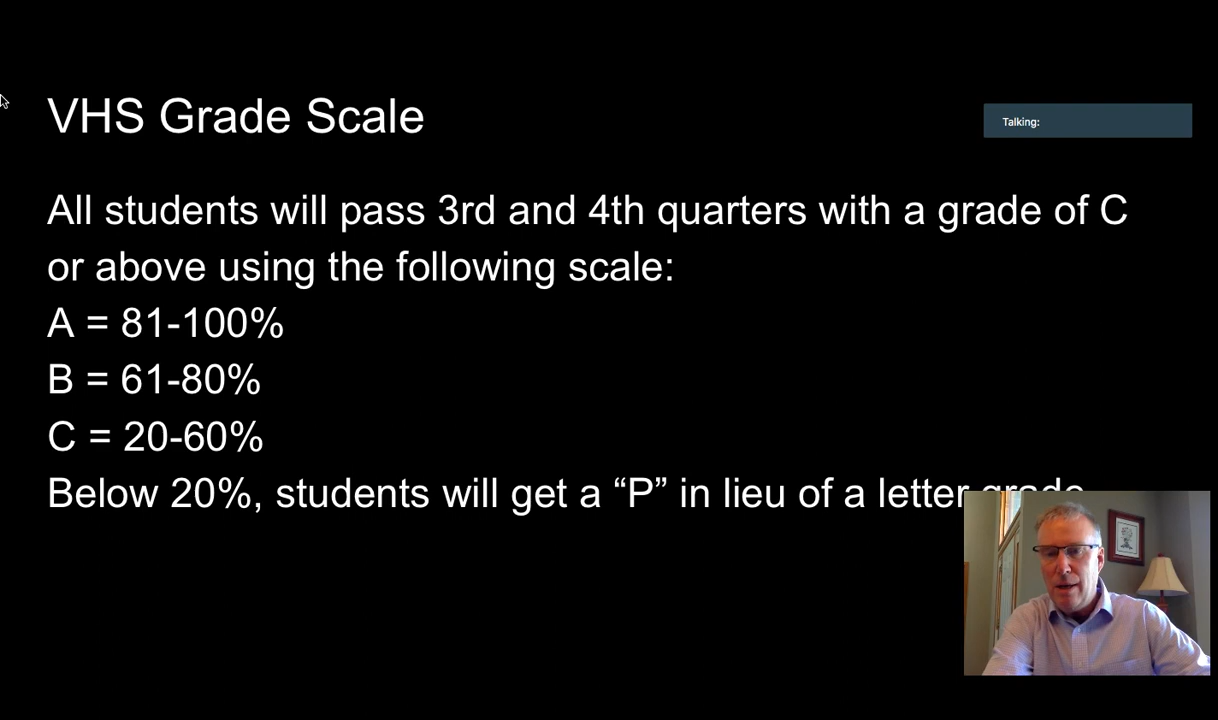 VHS Grade Scale
Talking:
All students will pass 3rd and 4th quarters with a grade of C
or above using the following scale:
A = 81-100%
B = 61-80%
C = 20-60%
Below 20%, students will get a “P” in lieu of a letter grade